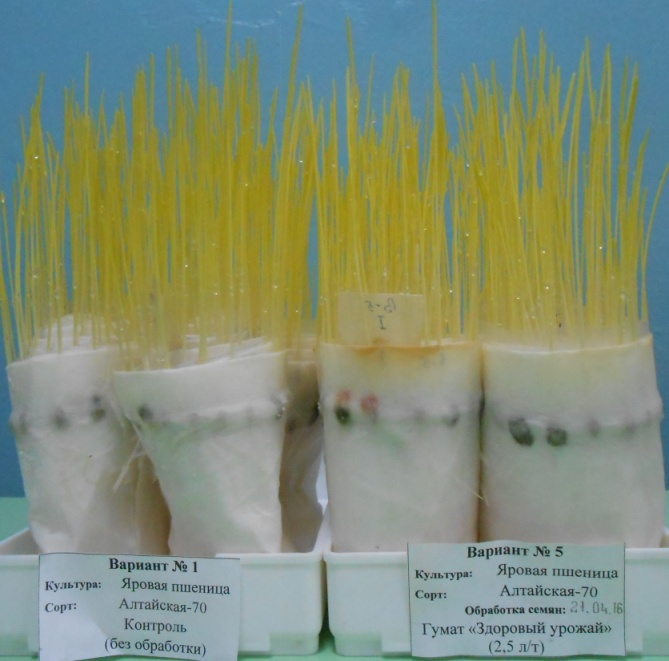 Вариант № 1
Культура: Яровая пшеница
Сорт: Алтайская-70
Контроль
(без обработки)
Вариант № 5
Культура: Яровая пшеница
Сорт: Алтайская-70
Обработка семян: 21.04.16
Гумат «Здоровый урожай»
(2,5 л/т)